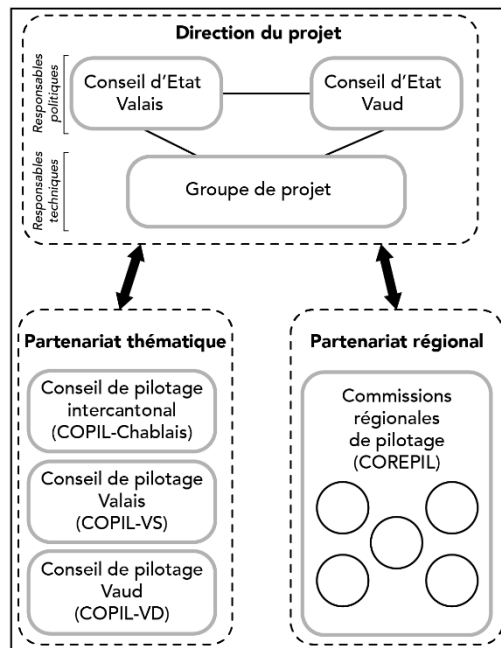 Direction du projet
Responsables
politiques
Conseil d'Etat
Valais
Conseil d'Etat
Vaud
Responsables
techniques
Groupe de projet
Partenariat thématique
Conseil de pilotage
intercantonal
(COPIL-Chablais)
Conseil de pilotage
Valais
(COPIL-VS)
Conseil de pilotage
Vaud
(COPIL-VD)
Partenariat régional
Commissions
régionales
de pilotage
(COREPIL)